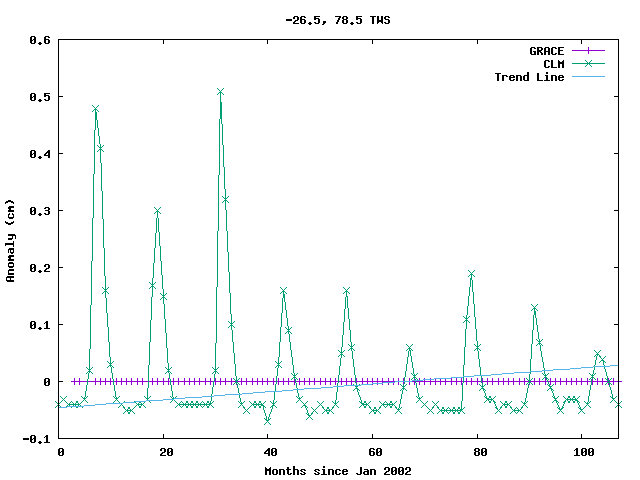 -26.5, 78.5 TWS
GRACE
CLM
Trend Line
0.6
0.5
0.4
0.3
0.2
0.1
0
-0.1
Anomaly (cm)
0 20 40 60 80 100
Months since Jan 2002